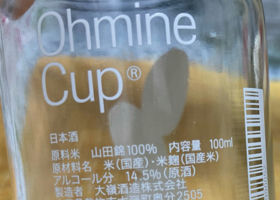 Ohmine
Cup®
日本酒
原料米 山田錦100% 内容量 100ml
原材料名 米(国産)・米麹(国産米)
アルコール分 14.5%(原酒)
製造者:大嶺酒造株式会社
2505